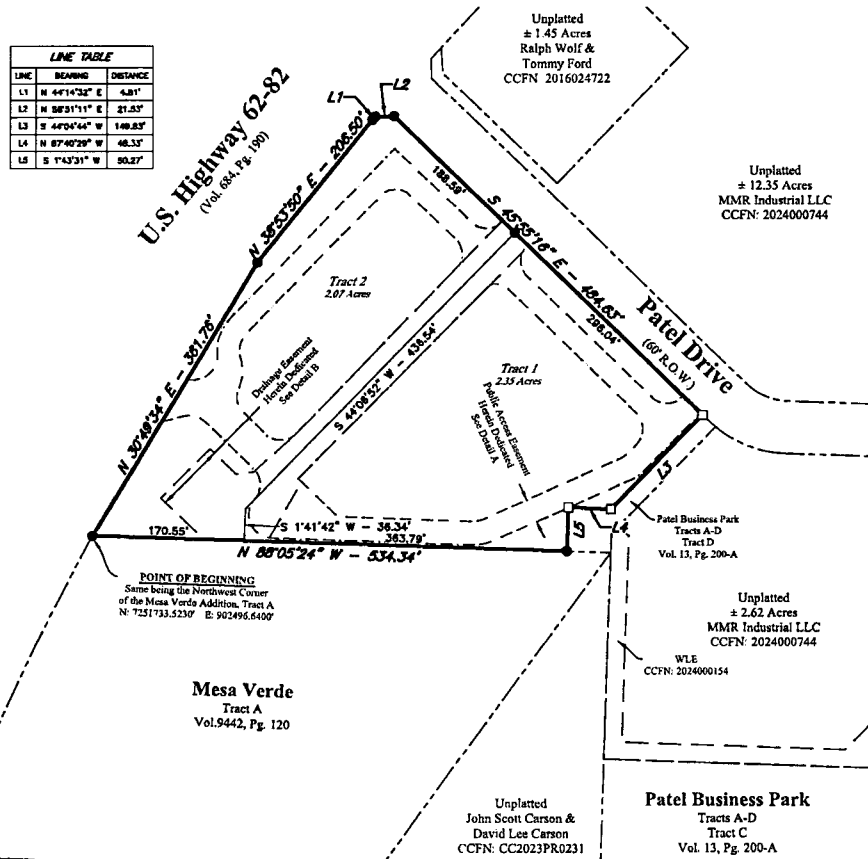 Unplatted
± 1.45 Acres
Ralph Wolf &
Tommy Ford
CCFN 2016024722
LINE TABLE
LINE BEARING DISTANCE
L1 N 44°14'32" E 4.81'
L2 N 88°31'11" E 21.53'
L3 S 44°04'44" W 149.83'
L4 N 87°40'29" W 48.33'
L5 S 1°43'31" W 50.27'
U.S. Highway 62-82
(Vol. 684, Pg. 190)
L1
L2
N 38°53'50" E - 206.50'
188.59'
S 45°55'16" E - 484.63'
296.04'
Unplatted
± 12.35 Acres
MMR Industrial LLC
CCFN: 2024000744
Tract 2
2.07 Acres
Patel Drive
(60' R.O.W.)
N 30°49'34" E - 381.76'
Drainage Easement
Herein Dedicated
See Detail B
S 44°06'52" W - 438.54'
Tract 1
2.35 Acres
Public Access Easement
Herein Dedicated
See Detail A
L3
L4
L5
Patel Business Park
Tracts A-D
Tract D
Vol. 13, Pg. 200-A
170.55'
S 1°41'42" W - 36.34'
363.79'
N 88°05'24" W - 534.34'
POINT OF BEGINNING
Same being the Northwest Corner
of the Mesa Verde Addition, Tract A
N: 7251733.5230' E: 902496.6400'
Unplatted
± 2.62 Acres
MMR Industrial LLC
CCFN: 2024000744
WLE
CCFN: 2024000154
Mesa Verde
Tract A
Vol.9442, Pg. 120
Unplatted
John Scott Carson &
David Lee Carson
CCFN: CC2023PR0231
Patel Business Park
Tracts A-D
Tract C
Vol. 13, Pg. 200-A